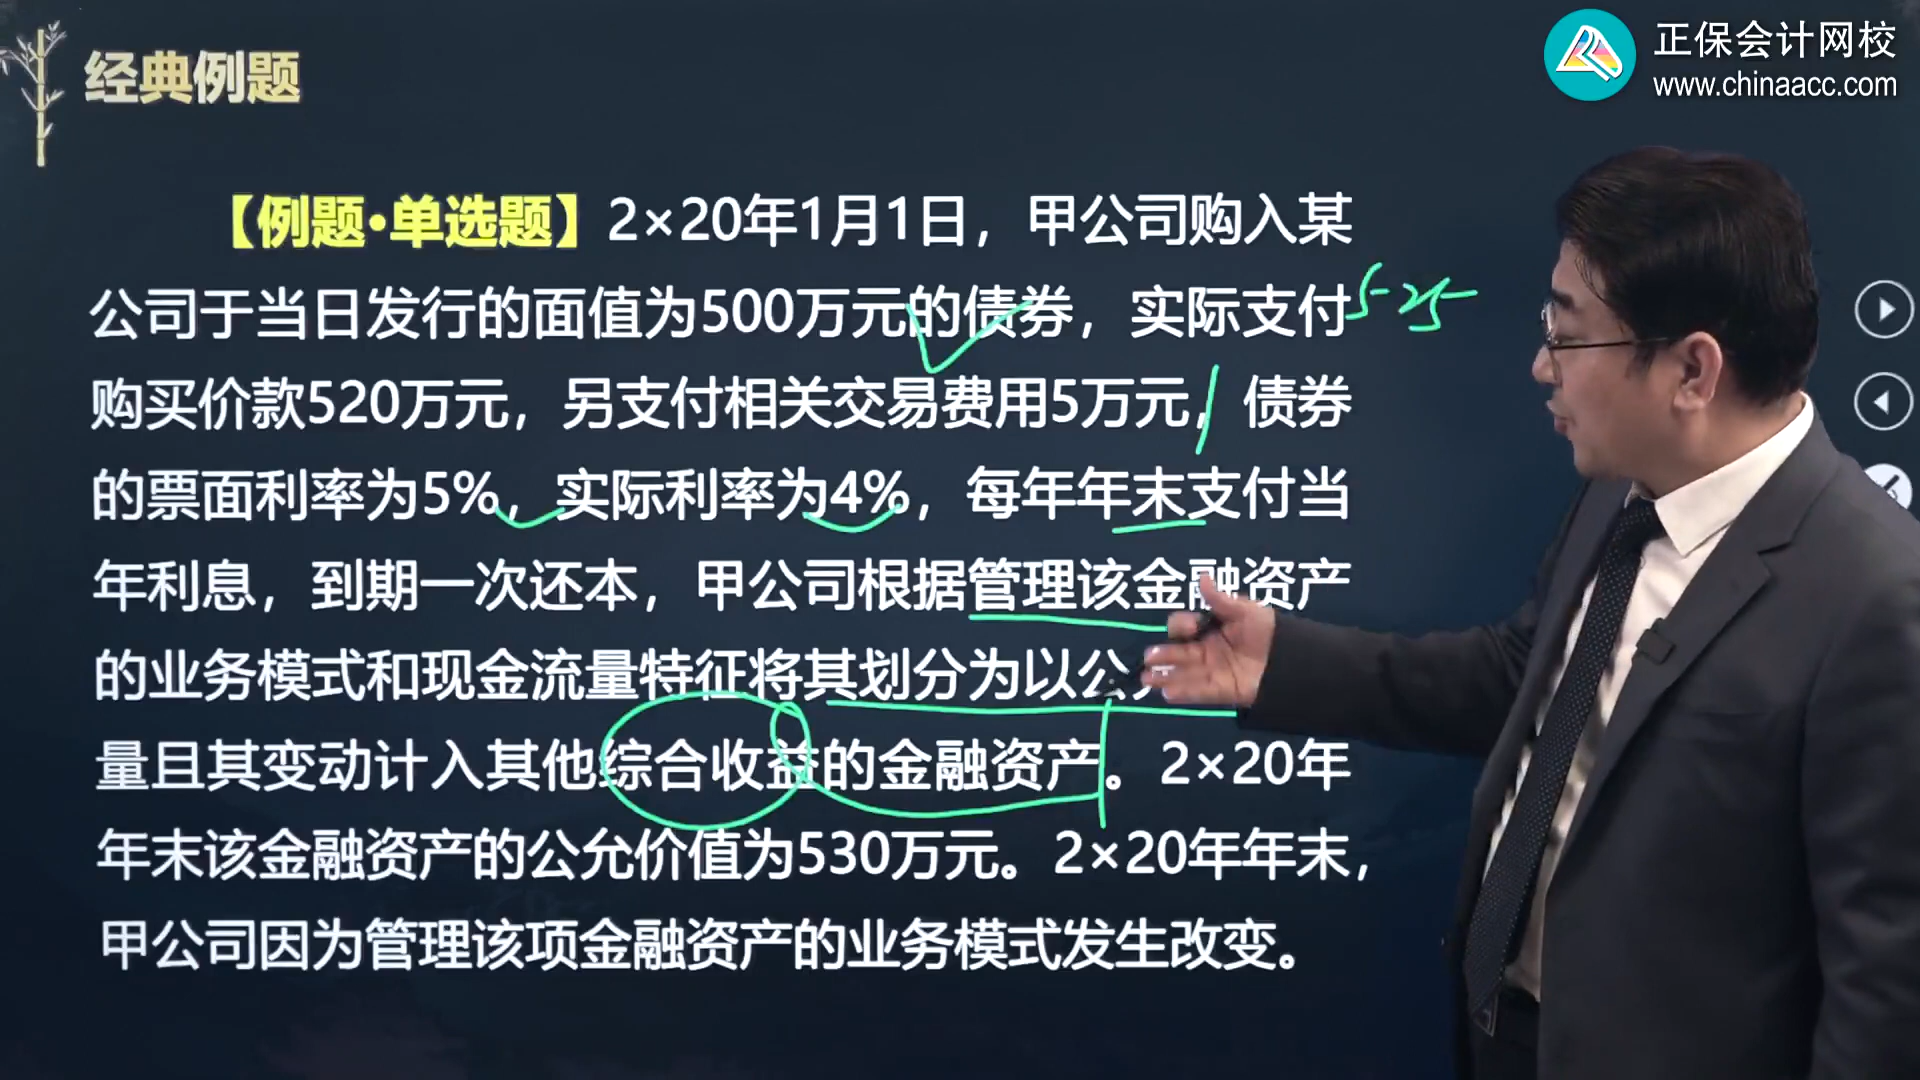 经典例题
正保会计网校
www.chinaacc.com
【例题•单选题】2×20年1月1日，甲公司购入某
公司于当日发行的面值为500万元的债券，实际支付
525
购买价款520万元，另支付相关交易费用5万元，债券
的票面利率为5%，实际利率为4%，每年年末支付当
年利息，到期一次还本，甲公司根据管理该金融资产
的业务模式和现金流量特征将其划分为以公
量且其变动计入其他综合收益的金融资产。2×20年
年末该金融资产的公允价值为530万元。2×20年年末，
甲公司因为管理该项金融资产的业务模式发生改变。